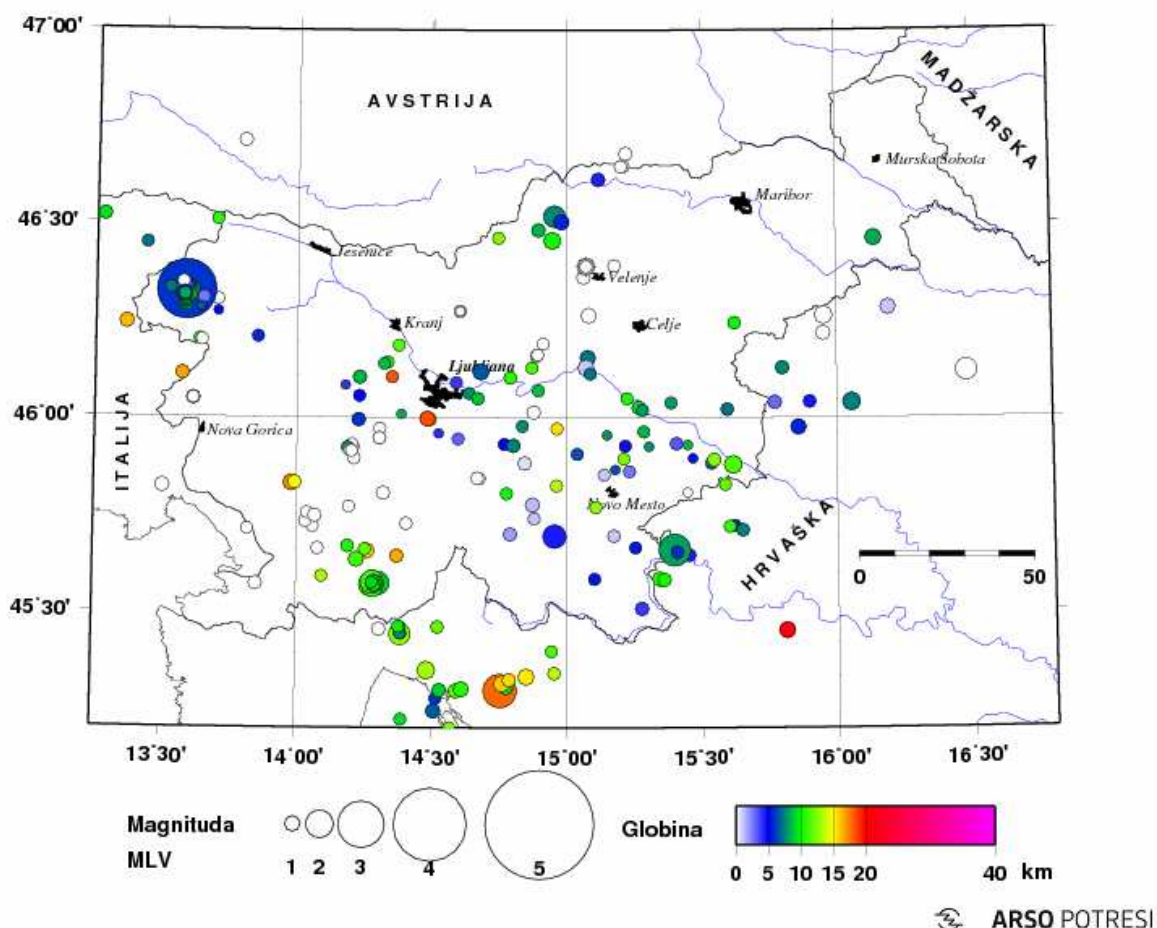 47°00'
46°30'
46°00'
45°30'
AVSTRIJA
MADŽARSKA
Murska Sobota
Maribor
Jesenice
Velenje
Kranj
Celje
Ljubljana
ITALIJA
Nova Gorica
Novo Mesto
HRVAŠKA
0 50
13°30' 14°00' 14°30' 15°00' 15°30' 16°00' 16°30'
Magnituda
MLV
1 2 3 4 5
Globina
0 5 10 15 20 40 km
ARSO POTRESI